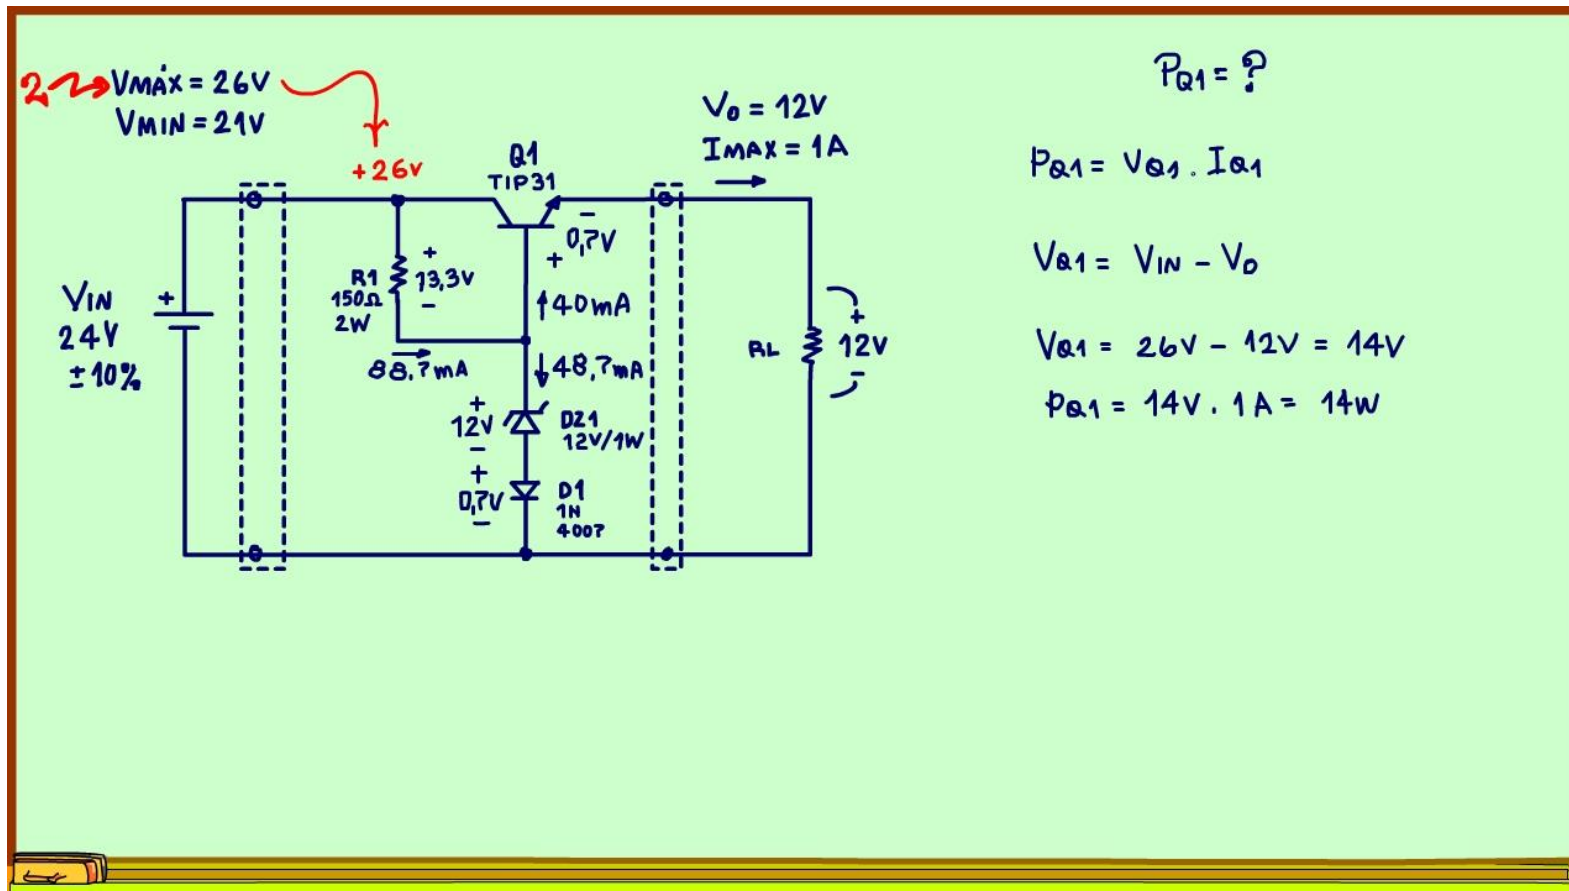 2
VMÁX = 26V
VMIN = 21V
+26V
Vo = 12V
IMAX = 1A
Q1
TIP31
-
0,7V
+
R1
150Ω
2W
+
13,3V
-
40mA
88,7mA
48,7mA
VIN
24V
±10%
+
+
12V
-
DZ1
12V/1W
+
0,7V
-
D1
1N
4007
RL
+
12V
-
PQ1 = ?
PQ1 = VQ1 . IQ1
VQ1 = VIN - Vo
VQ1 = 26V - 12V = 14V
PQ1 = 14V . 1A = 14W